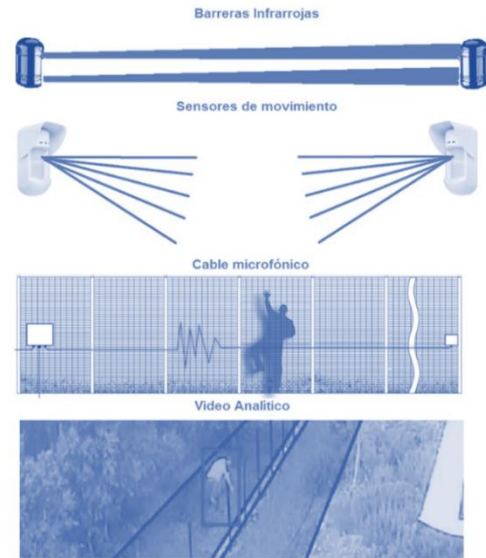 Barreras Infrarrojas
Sensores de movimiento
Cable microfónico
Video Analítico